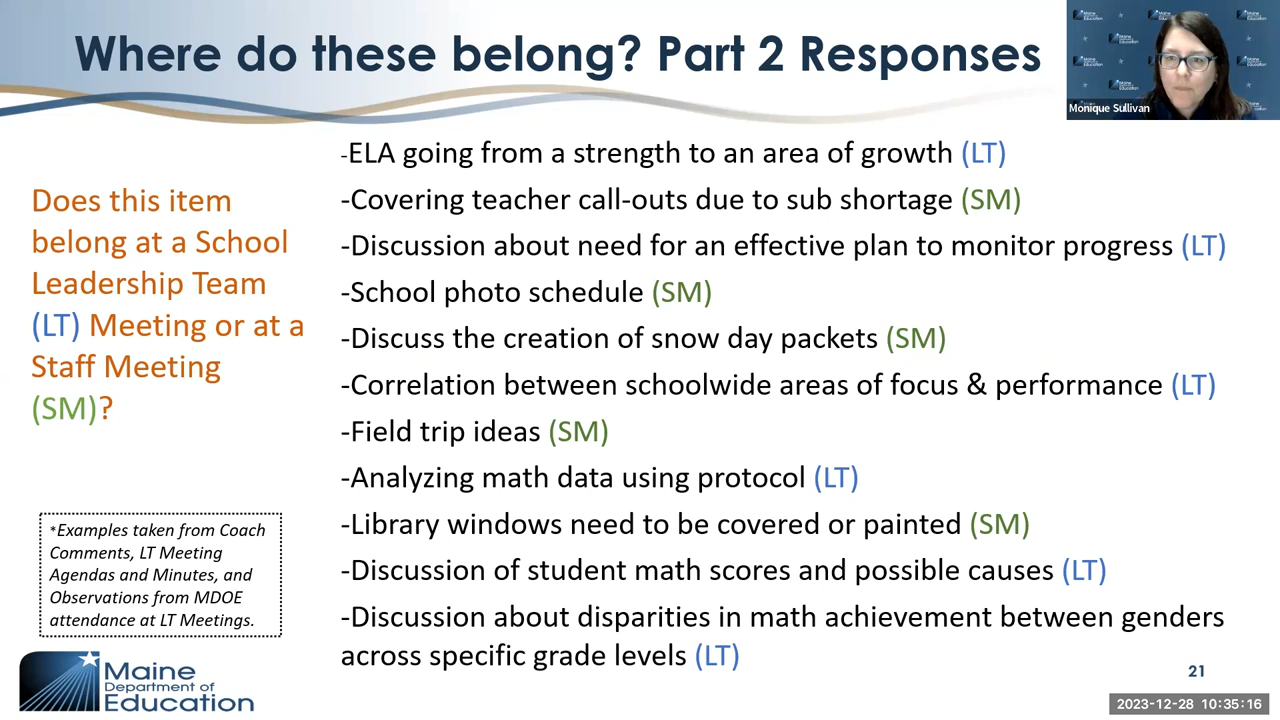 Where do these belong? Part 2 Responses
Monique Sullivan
Does this item
belong at a School
Leadership Team
(LT) Meeting or at a
Staff Meeting
(SM)?
-ELA going from a strength to an area of growth (LT)
-Covering teacher call-outs due to sub shortage (SM)
-Discussion about need for an effective plan to monitor progress (LT)
-School photo schedule (SM)
-Discuss the creation of snow day packets (SM)
-Correlation between schoolwide areas of focus & performance (LT)
-Field trip ideas (SM)
-Analyzing math data using protocol (LT)
-Library windows need to be covered or painted (SM)
-Discussion of student math scores and possible causes (LT)
-Discussion about disparities in math achievement between genders
across specific grade levels (LT)
*Examples taken from Coach
Comments, LT Meeting
Agendas and Minutes, and
Observations from MDOE
attendance at LT Meetings.
Maine
Department of
Education
21
2023-12-28 10:35:16